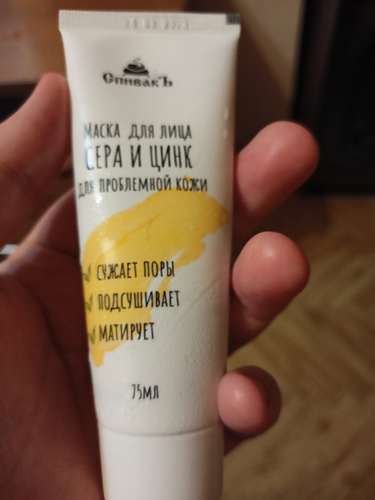 СпивакЪ
Маска для лица
Сера и цинк
для проблемной кожи
сужает поры
подсушивает
матирует
75мл